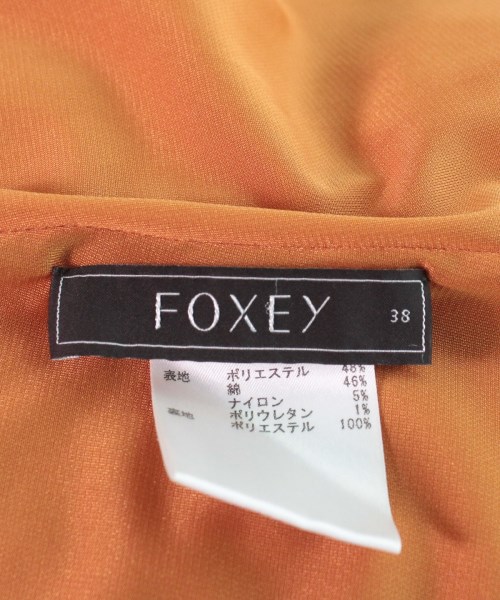 FOXEY 38
表地 ポリエステル 48%
綿 46%
ナイロン 5%
ポリウレタン 1%
裏地 ポリエステル 100%